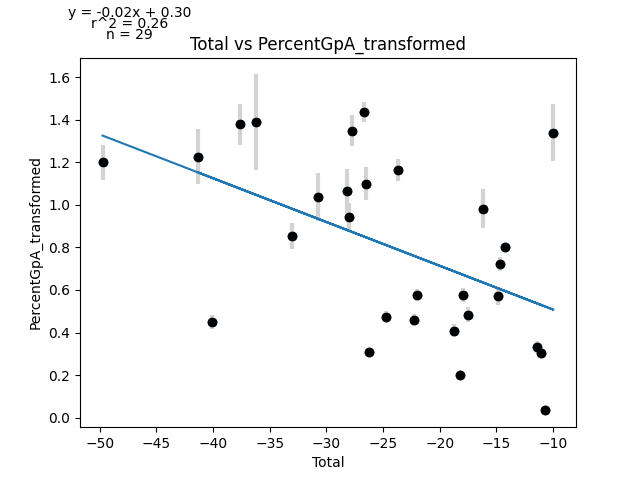 y = -0.02x + 0.30
r^2 = 0.26
n = 29
Total vs PercentGpA_transformed
PercentGpA_transformed
1.6
1.4
1.2
1.0
0.8
0.6
0.4
0.2
0.0
−50 −45 −40 −35 −30 −25 −20 −15 −10
Total